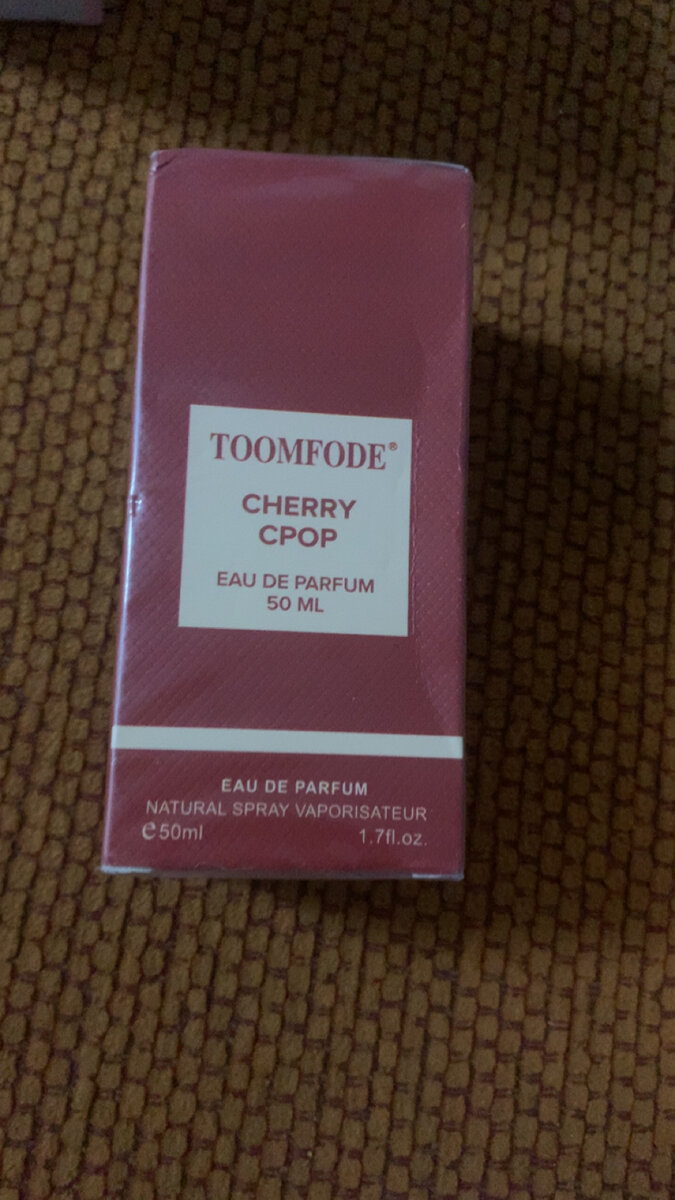 TOOMFODE®
CHERRY
CPOP
EAU DE PARFUM
50 ML
EAU DE PARFUM
NATURAL SPRAY VAPORISATEUR
℮50ml 1.7fl.oz.